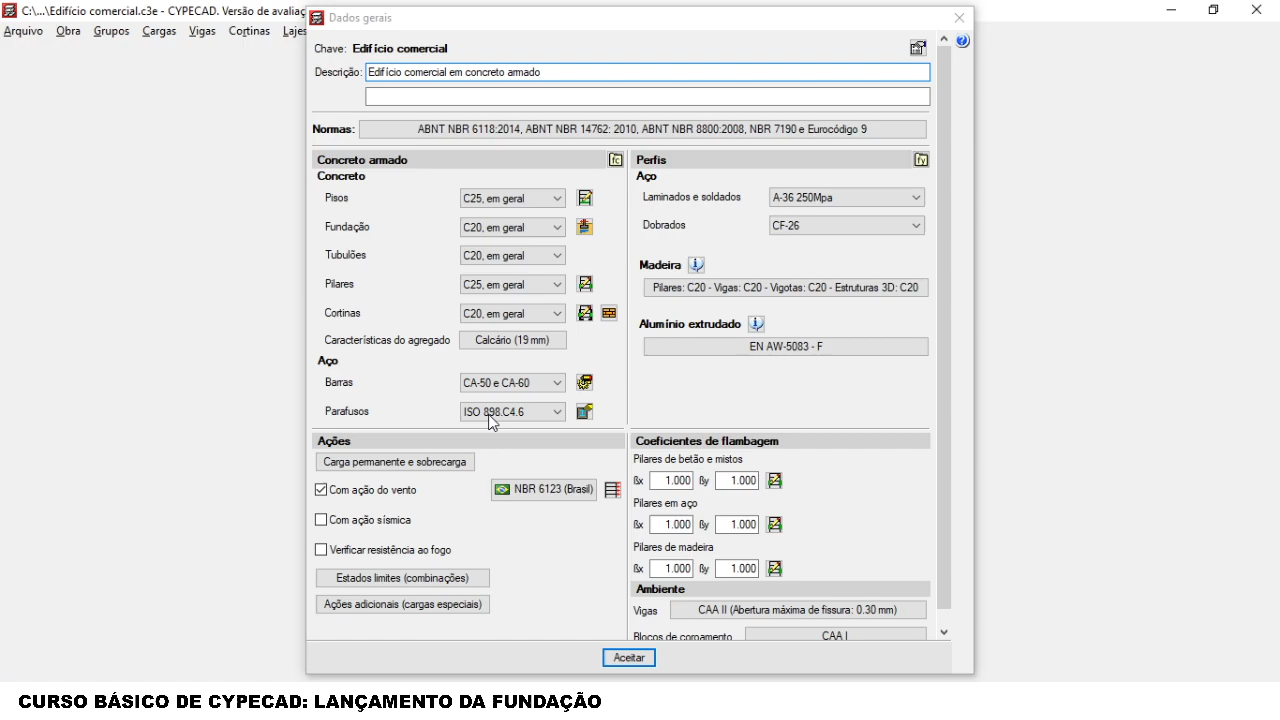 C:\...\Edifício comercial.c3e - CYPECAD. Versão de avaliaç
Arquivo Obra Grupos Cargas Vigas Cortinas Lajes
Dados gerais
Chave: Edifício comercial
Descrição: Edifício comercial em concreto armado
Normas: ABNT NBR 6118:2014, ABNT NBR 14762: 2010, ABNT NBR 8800:2008, NBR 7190 e Eurocódigo 9
Concreto armado fc
Concreto
Pisos C25, em geral
Fundação C20, em geral
Tubulões C20, em geral
Pilares C25, em geral
Cortinas C20, em geral
Características do agregado Calcário (19 mm)
Aço
Barras CA-50 e CA-60
Parafusos ISO 898.C4.6
Perfis fy
Aço
Laminados e soldados A-36 250Mpa
Dobrados CF-26
Madeira
Pilares: C20 - Vigas: C20 - Vigotas: C20 - Estruturas 3D: C20
Alumínio extrudado
EN AW-5083 - F
Ações
Carga permanente e sobrecarga
Com ação do vento NBR 6123 (Brasil)
Com ação sísmica
Verificar resistência ao fogo
Estados limites (combinações)
Ações adicionais (cargas especiais)
Coeficientes de flambagem
Pilares de betão e mistos
ßx 1.000 ßy 1.000
Pilares em aço
ßx 1.000 ßy 1.000
Pilares de madeira
ßx 1.000 ßy 1.000
Ambiente
Vigas CAA II (Abertura máxima de fissura: 0.30 mm)
Blocos de coroamento CAA I
Aceitar
CURSO BÁSICO DE CYPECAD: LANÇAMENTO DA FUNDAÇÃO